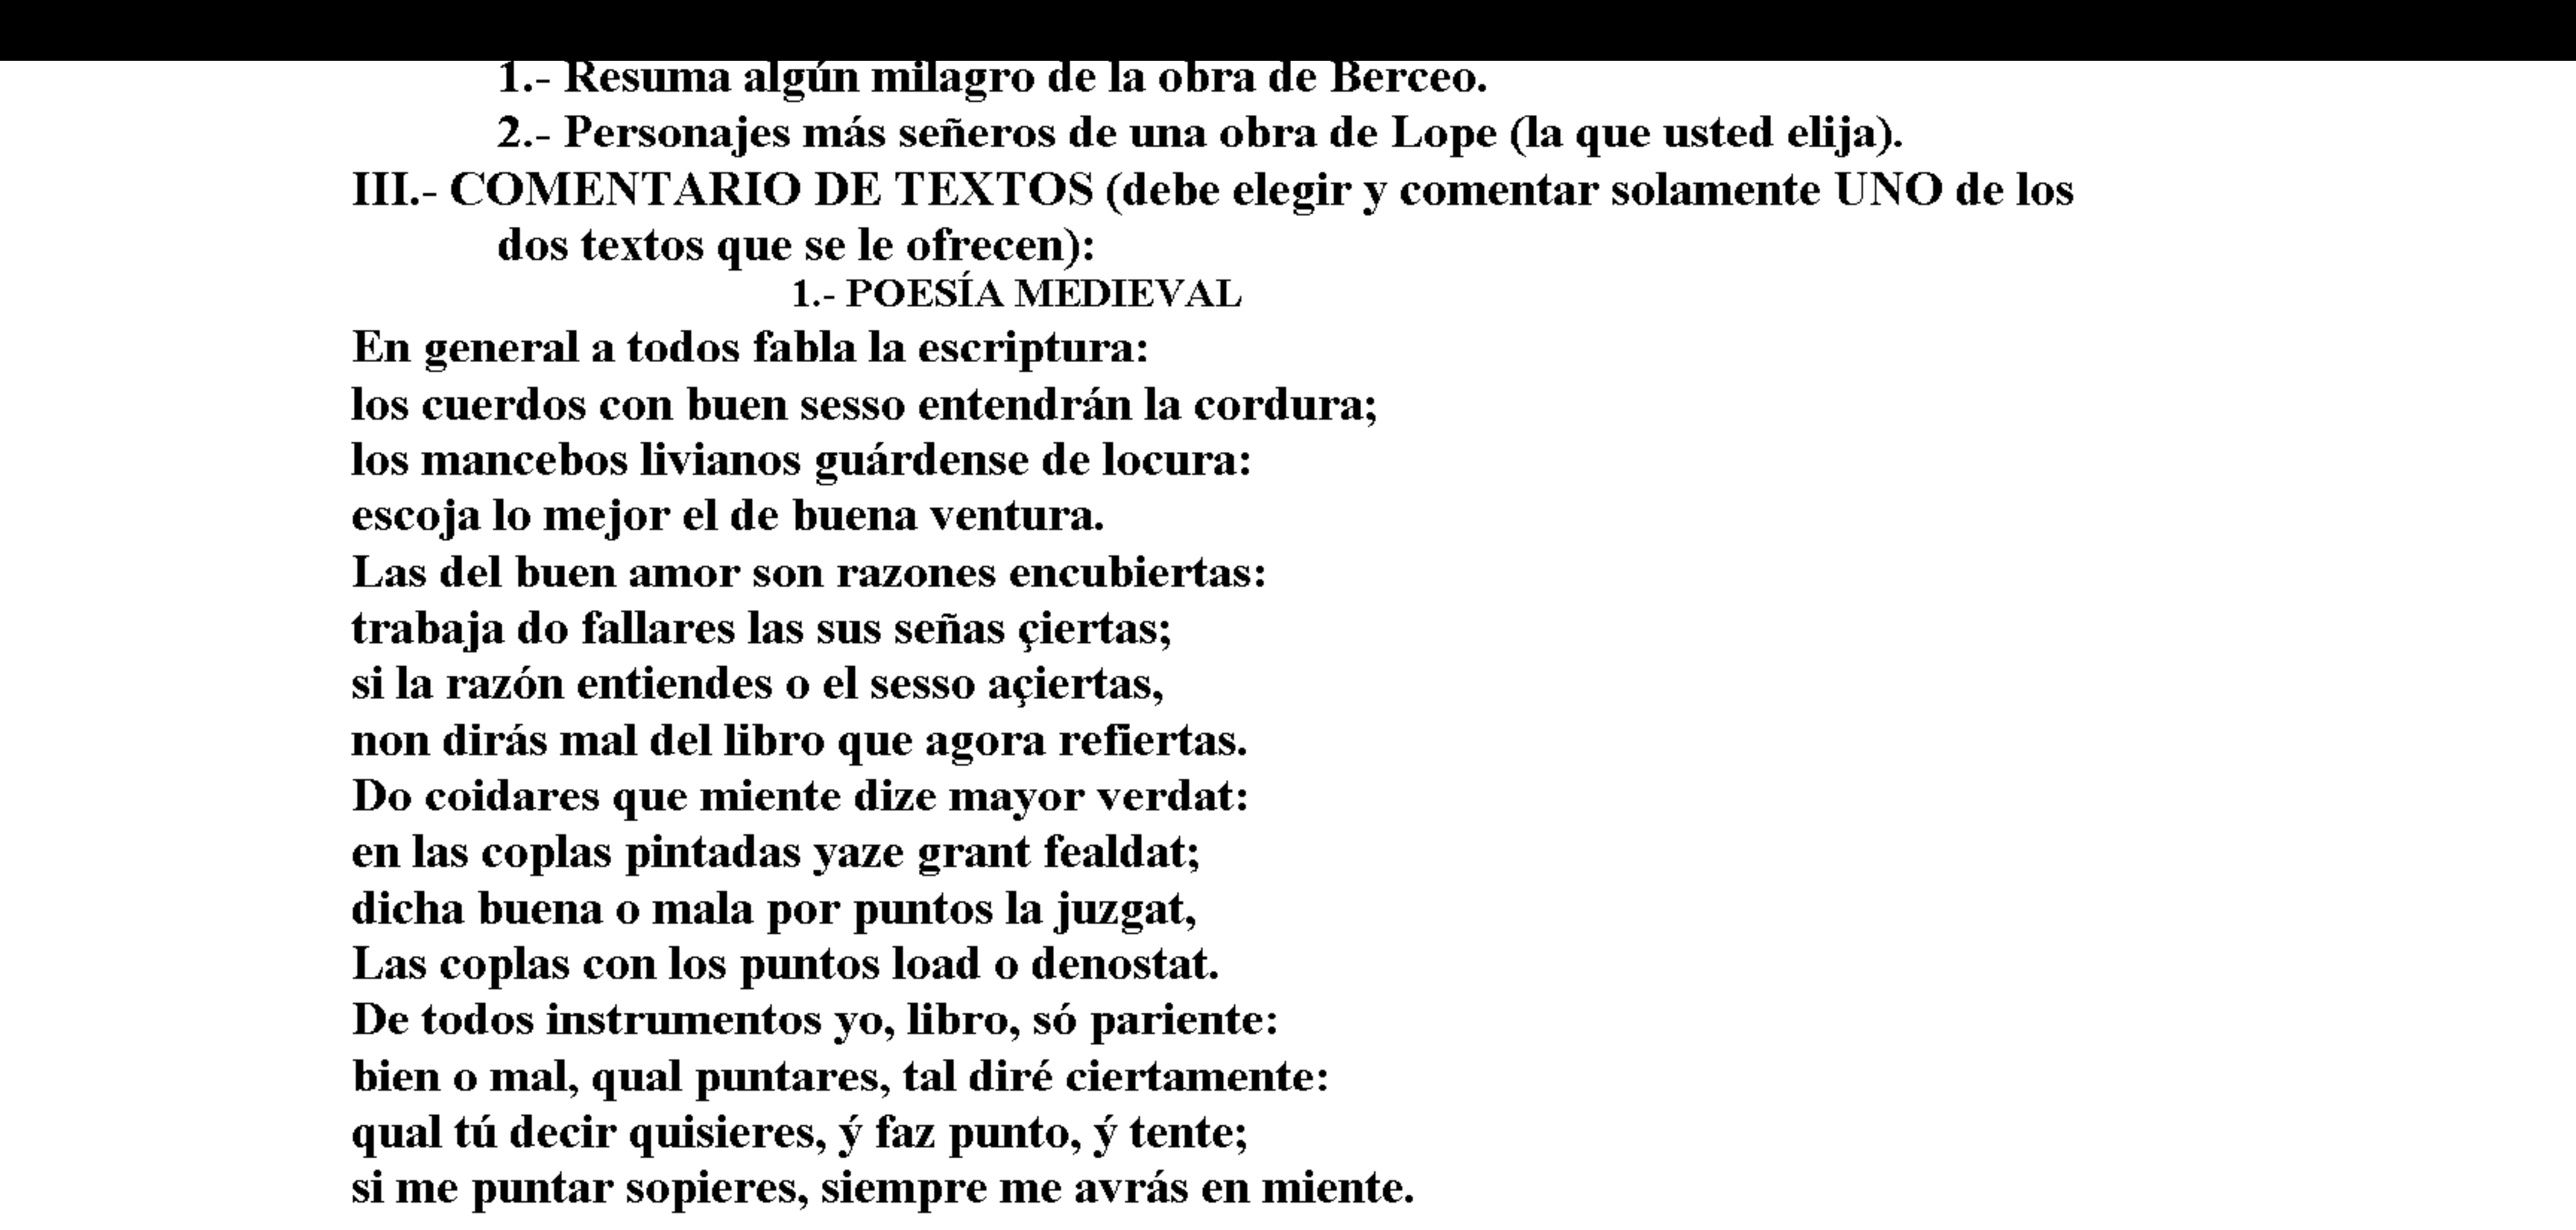 1.- Resuma algún milagro de la obra de Berceo.
2.- Personajes más señeros de una obra de Lope (la que usted elija).
III.- COMENTARIO DE TEXTOS (debe elegir y comentar solamente UNO de los
dos textos que se le ofrecen):
1.- POESÍA MEDIEVAL
En general a todos fabla la escriptura:
los cuerdos con buen sesso entendrán la cordura;
los mancebos livianos guárdense de locura:
escoja lo mejor el de buena ventura.
Las del buen amor son razones encubiertas:
trabaja do fallares las sus señas çiertas;
si la razón entiendes o el sesso açiertas,
non dirás mal del libro que agora refiertas.
Do coidares que miente dize mayor verdat:
en las coplas pintadas yaze grant fealdat;
dicha buena o mala por puntos la juzgat,
Las coplas con los puntos load o denostat.
De todos instrumentos yo, libro, só pariente:
bien o mal, qual puntares, tal diré ciertamente:
qual tú decir quisieres, ý faz punto, ý tente;
si me puntar sopieres, siempre me avrás en miente.